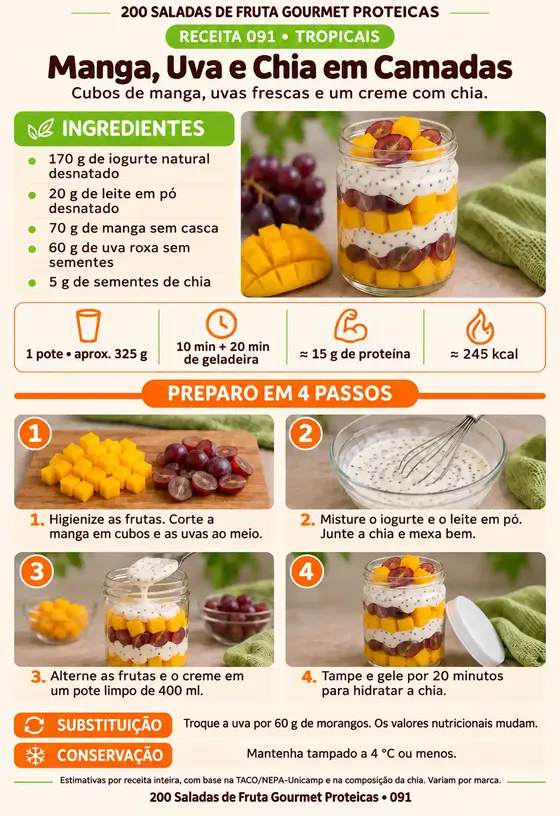 200 SALADAS DE FRUTA GOURMET PROTEICAS
RECEITA 091 • TROPICAIS
Manga, Uva e Chia em Camadas
Cubos de manga, uvas frescas e um creme com chia.
INGREDIENTES
170 g de iogurte natural
desnatado
20 g de leite em pó
desnatado
70 g de manga sem casca
60 g de uva roxa sem
sementes
5 g de sementes de chia
1 pote • aprox. 325 g
10 min + 20 min
de geladeira
≈ 15 g de proteína
≈ 245 kcal
PREPARO EM 4 PASSOS
1
2
1. Higienize as frutas. Corte a
manga em cubos e as uvas ao meio.
2. Misture o iogurte e o leite em pó.
Junte a chia e mexa bem.
3
4
3. Alterne as frutas e o creme em
um pote limpo de 400 ml.
4. Tampe e gele por 20 minutos
para hidratar a chia.
SUBSTITUIÇÃO
Troque a uva por 60 g de morangos. Os valores nutricionais mudam.
CONSERVAÇÃO
Mantenha tampado a 4 °C ou menos.
Estimativas por receita inteira, com base na TACO/NEPA-Unicamp e na composição da chia. Variam por marca.
200 Saladas de Fruta Gourmet Proteicas • 091